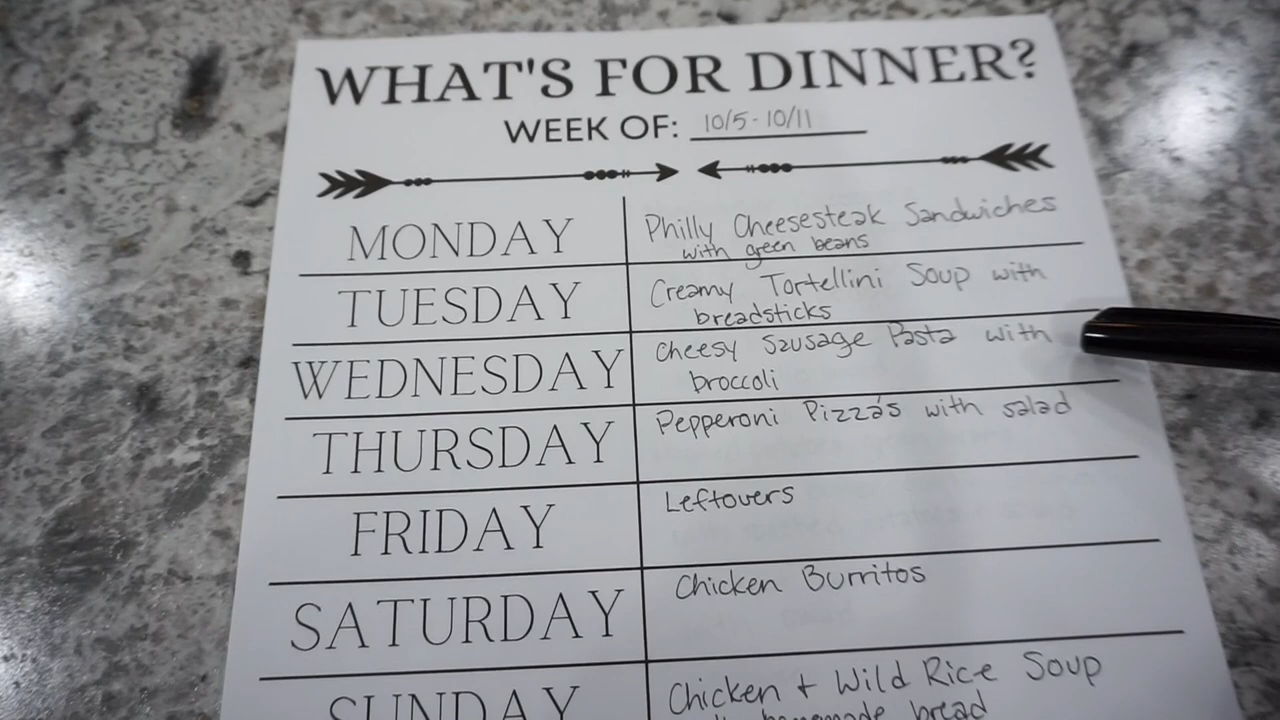 WHAT'S FOR DINNER?
WEEK OF: 10/5 - 10/11
MONDAY
Philly Cheesesteak Sandwiches
with green beans
TUESDAY
Creamy Tortellini Soup with
breadsticks
WEDNESDAY
Cheesy Sausage Pasta with
broccoli
THURSDAY
Pepperoni Pizza's with salad
FRIDAY
Leftovers
SATURDAY
Chicken Burritos
SUNDAY
Chicken + Wild Rice Soup
homemade bread